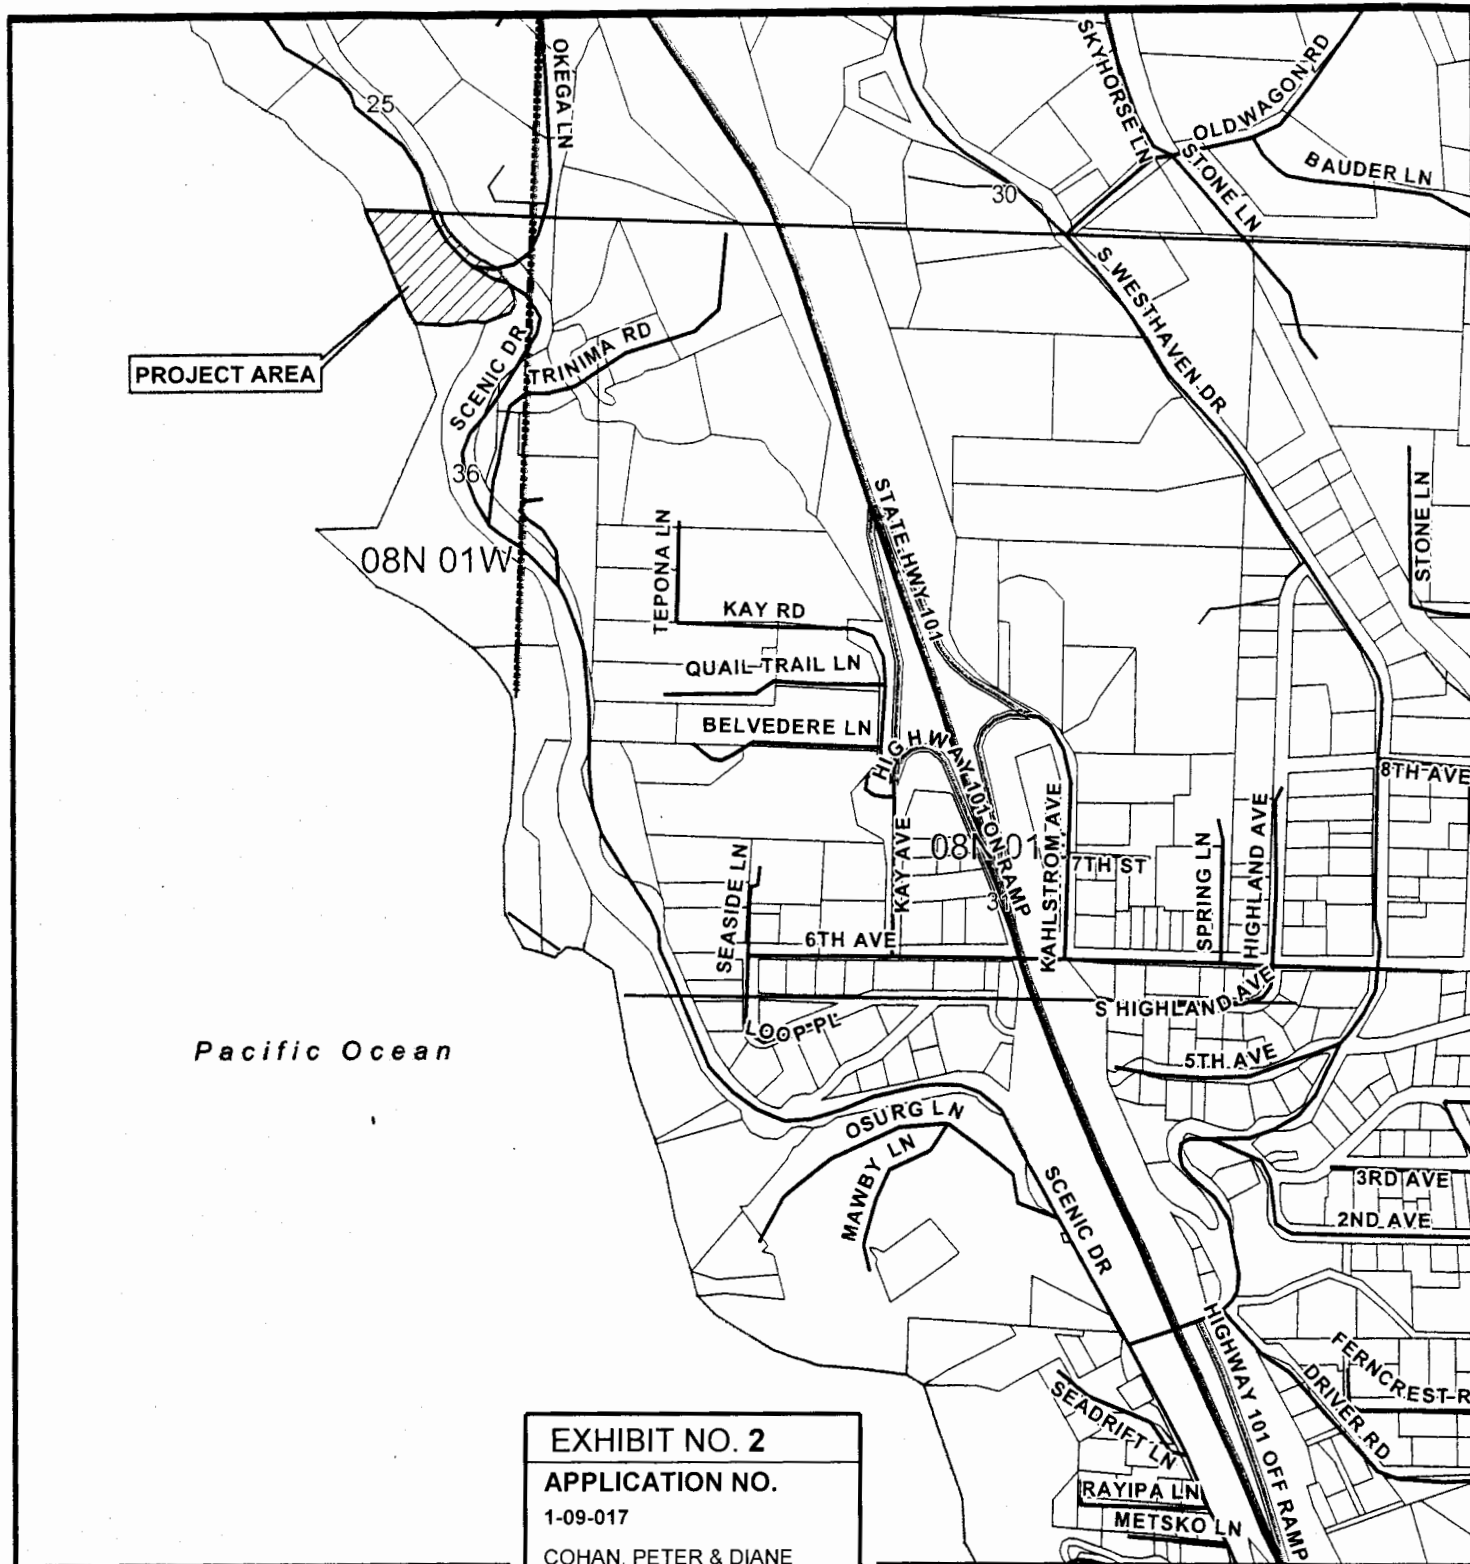 OKEGA LN
SKYHORSE LN
OLD WAGON RD
25
STONE LN
BAUDER LN
30
S WESTHAVEN DR
PROJECT AREA
SCENIC DR
TRINIMA RD
36
STATE HWY 101
STONE LN
08N 01W
TEPONA LN
KAY RD
QUAIL TRAIL LN
BELVEDERE LN
HIGHWAY 101 ON RAMP
8TH AVE
KAHLSTROM AVE
HIGHLAND AVE
KAY AVE
SEASIDE LN
7TH ST
SPRING LN
6TH AVE
S HIGHLAND AVE
LOOP PL
Pacific Ocean
5TH AVE
OSURG LN
MAWBY LN
SCENIC DR
3RD AVE
2ND AVE
HIGHWAY 101 OFF RAMP
FERNCREST R
DRIVER RD
SEADRIFT LN
RAYIPA LN
METSKO LN
EXHIBIT NO. 2
APPLICATION NO.
1-09-017
COHAN, PETER & DIANE